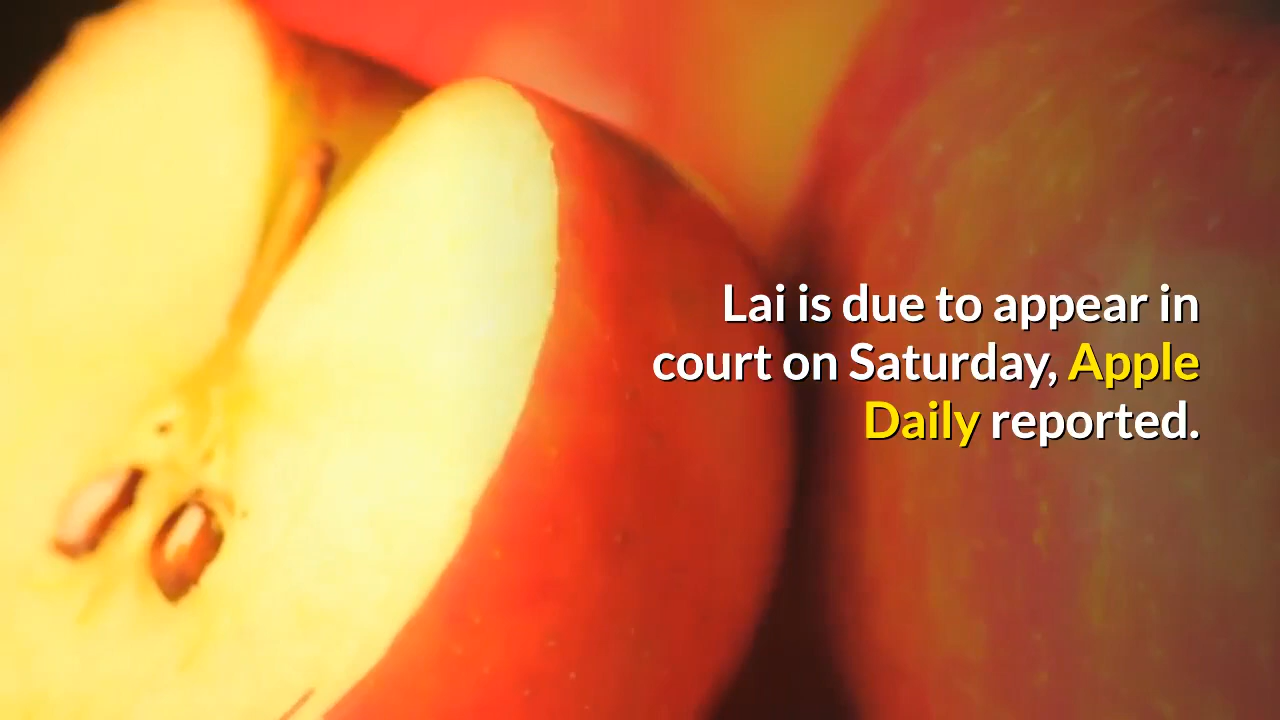 Lai is due to appear in
court on Saturday, Apple
Daily reported.